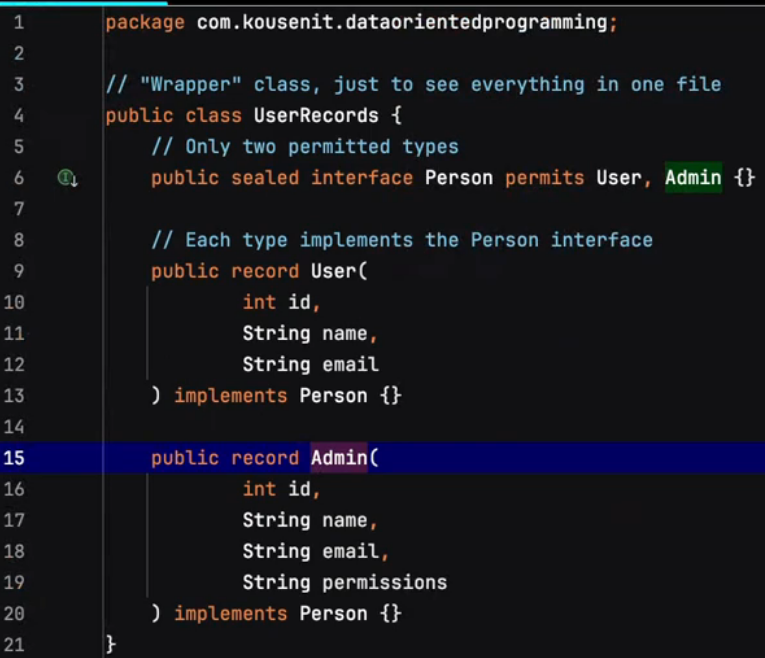 1 package com.kousenit.dataorientedprogramming;
2
3 // "Wrapper" class, just to see everything in one file
4 public class UserRecords {
5     // Only two permitted types
6     public sealed interface Person permits User, Admin {}
7
8     // Each type implements the Person interface
9     public record User(
10             int id,
11             String name,
12             String email
13     ) implements Person {}
14
15     public record Admin(
16             int id,
17             String name,
18             String email,
19             String permissions
20     ) implements Person {}
21 }